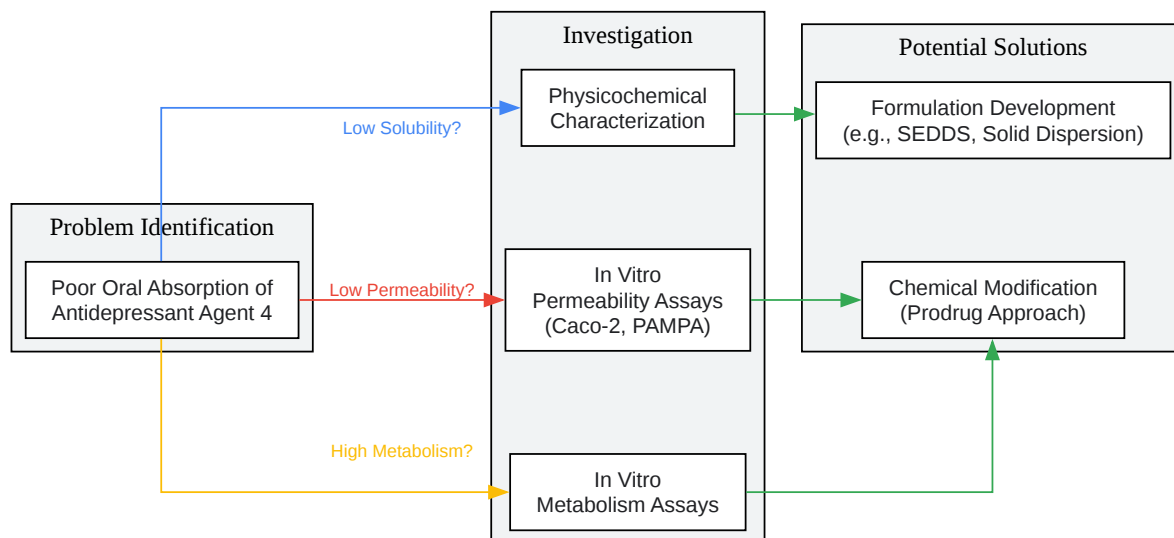 Investigation
Potential Solutions
Physicochemical
Characterization
Formulation Development
(e.g., SEDDS, Solid Dispersion)
Low Solubility?
Problem Identification
Poor Oral Absorption of
Antidepressant Agent 4
Low Permeability?
In Vitro
Permeability Assays
(Caco-2, PAMPA)
Chemical Modification
(Prodrug Approach)
High Metabolism?
In Vitro
Metabolism Assays